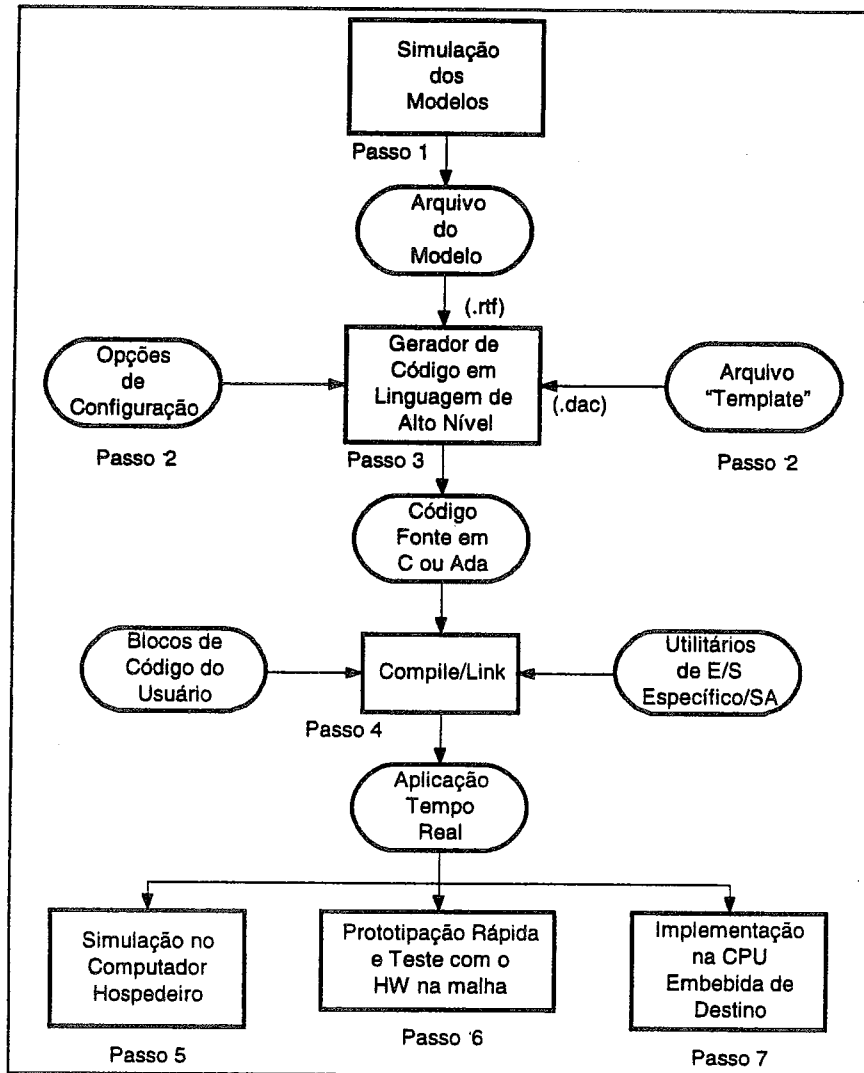 Simulação
dos
Modelos
Passo 1
Arquivo
do
Modelo
(.rtf)
Opções
de
Configuração
Passo 2
Gerador de
Código em
Linguagem de
Alto Nível
Passo 3
(.dac)
Arquivo
“Template”
Passo 2
Código
Fonte em
C ou Ada
Blocos de
Código do
Usuário
Compile/Link
Passo 4
Utilitários
de E/S
Específico/SA
Aplicação
Tempo
Real
Simulação no
Computador
Hospedeiro
Passo 5
Prototipação Rápida
e Teste com o
HW na malha
Passo 6
Implementação
na CPU
Embebida de
Destino
Passo 7